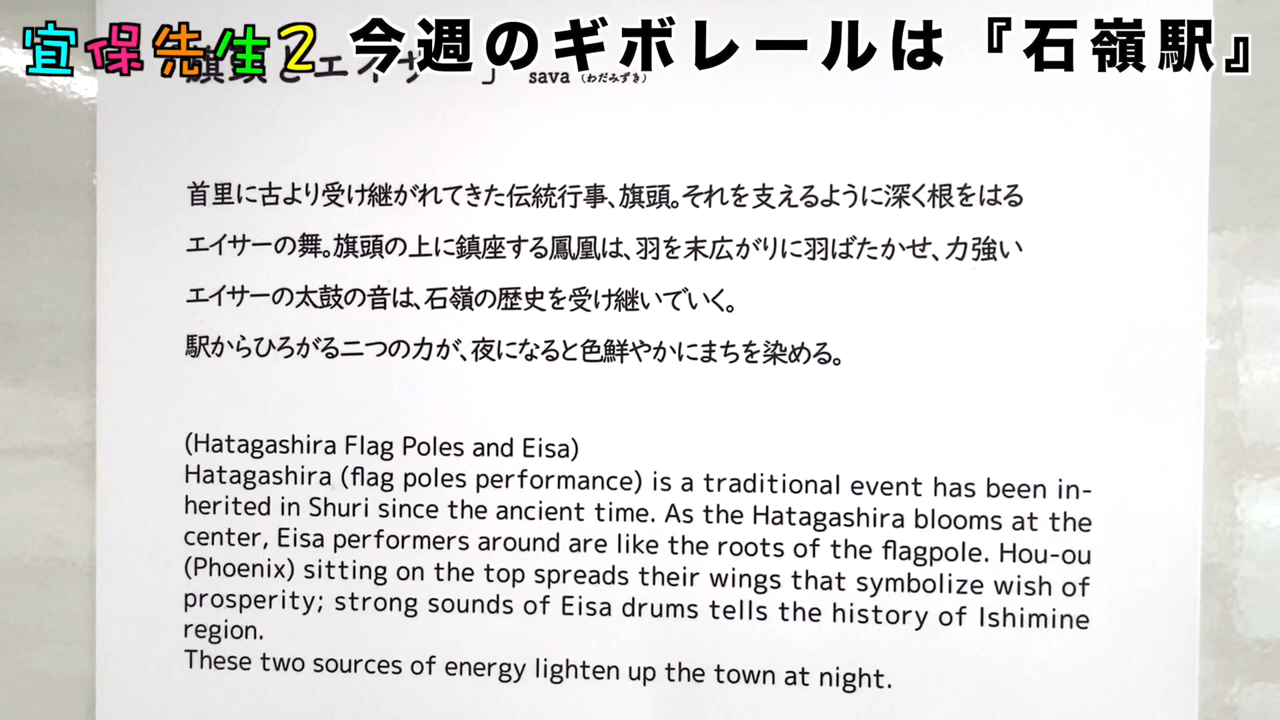 宜保先生2 今週のギボレールは『石嶺駅』
sava（わだみずき）
首里に古より受け継がれてきた伝統行事、旗頭。それを支えるように深く根をはる
エイサーの舞。旗頭の上に鎮座する鳳凰は、羽を末広がりに羽ばたかせ、力強い
エイサーの太鼓の音は、石嶺の歴史を受け継いでいく。
駅からひろがる二つの力が、夜になると色鮮やかにまちを染める。
(Hatagashira Flag Poles and Eisa)
Hatagashira (flag poles performance) is a traditional event has been in-
herited in Shuri since the ancient time. As the Hatagashira blooms at the
center, Eisa performers around are like the roots of the flagpole. Hou-ou
(Phoenix) sitting on the top spreads their wings that symbolize wish of
prosperity; strong sounds of Eisa drums tells the history of Ishimine
region.
These two sources of energy lighten up the town at night.